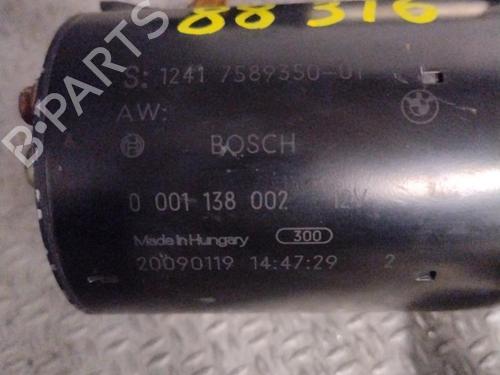 88 316
S: 1241 7589350-01
AW:
BOSCH
0 001 138 002 12V
Made in Hungary 300
20090119 14:47:29 2
B-PARTS